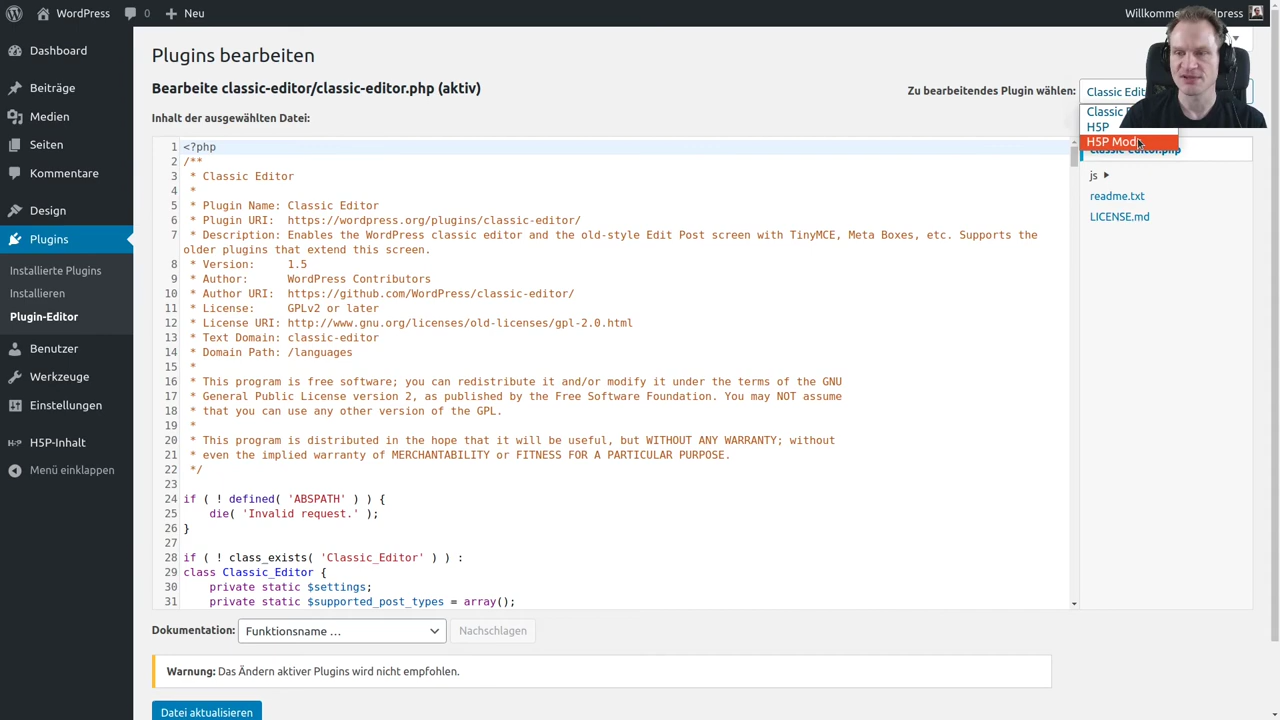 WordPress
0
Neu
Willkommen
Dashboard
Beiträge
Medien
Seiten
Kommentare
Design
Plugins
Installierte Plugins
Installieren
Plugin-Editor
Benutzer
Werkzeuge
Einstellungen
H5P-Inhalt
Menü einklappen
Plugins bearbeiten
Bearbeite classic-editor/classic-editor.php (aktiv)
Zu bearbeitendes Plugin wählen:
Inhalt der ausgewählten Datei:
H5P
classic-editor.php
js
readme.txt
LICENSE.md
1 <?php
2 /**
3 * Classic Editor
4 *
5 * Plugin Name: Classic Editor
6 * Plugin URI: https://wordpress.org/plugins/classic-editor/
7 * Description: Enables the WordPress classic editor and the old-style Edit Post screen with TinyMCE, Meta Boxes, etc. Supports the
older plugins that extend this screen.
8 * Version: 1.5
9 * Author: WordPress Contributors
10 * Author URI: https://github.com/WordPress/classic-editor/
11 * License: GPLv2 or later
12 * License URI: http://www.gnu.org/licenses/old-licenses/gpl-2.0.html
13 * Text Domain: classic-editor
14 * Domain Path: /languages
15 *
16 * This program is free software; you can redistribute it and/or modify it under the terms of the GNU
17 * General Public License version 2, as published by the Free Software Foundation. You may NOT assume
18 * that you can use any other version of the GPL.
19 *
20 * This program is distributed in the hope that it will be useful, but WITHOUT ANY WARRANTY; without
21 * even the implied warranty of MERCHANTABILITY or FITNESS FOR A PARTICULAR PURPOSE.
22 */
23
24 if ( ! defined( 'ABSPATH' ) ) {
25 die( 'Invalid request.' );
26 }
27
28 if ( ! class_exists( 'Classic_Editor' ) ) :
29 class Classic_Editor {
30 private static $settings;
31 private static $supported_post_types = array();
Dokumentation: Funktionsname … Nachschlagen
Warnung: Das Ändern aktiver Plugins wird nicht empfohlen.
Datei aktualisieren